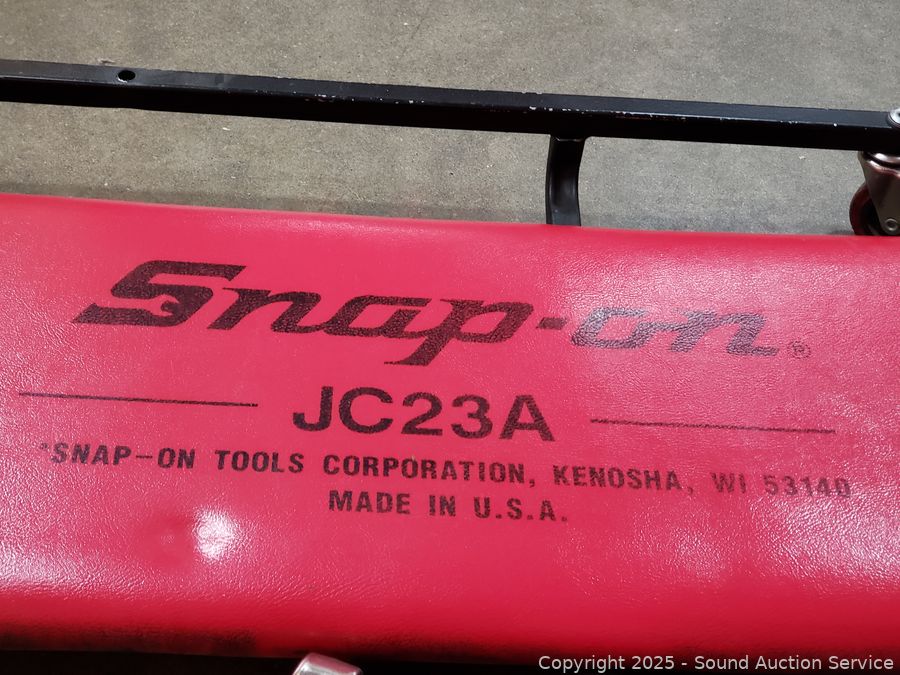 Snap-on®
JC23A
*SNAP-ON TOOLS CORPORATION, KENOSHA, WI 53140
MADE IN U.S.A.
Copyright 2025 - Sound Auction Service